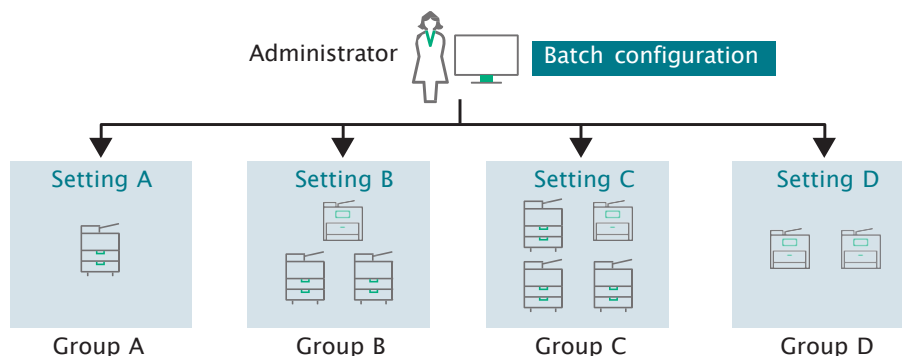 Administrator
Batch configuration
Setting A
Setting B
Setting C
Setting D
Group A
Group B
Group C
Group D